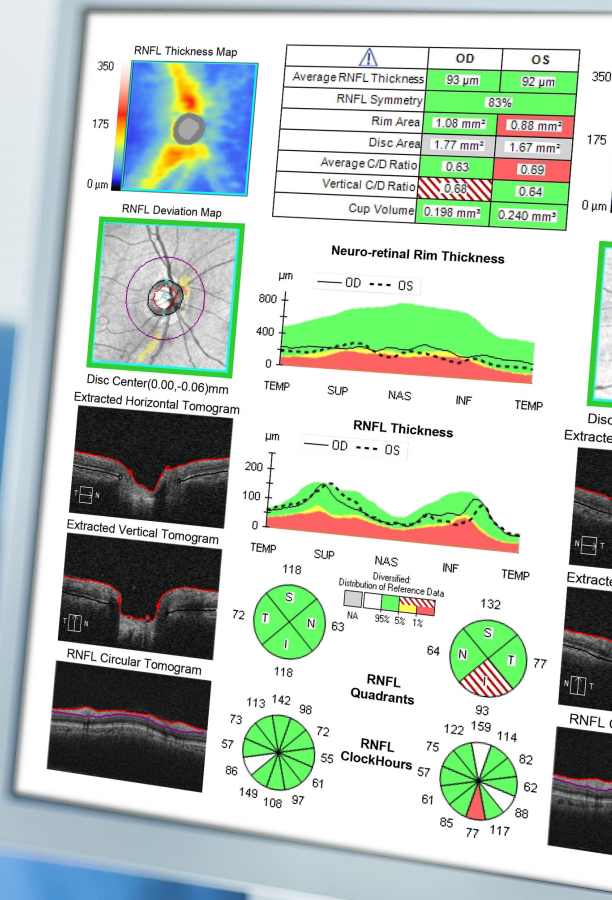 RNFL Thickness Map
350
175
0 µm
OD OS
Average RNFL Thickness 93 µm 92 µm
RNFL Symmetry 83%
Rim Area 1.08 mm² 0.88 mm²
Disc Area 1.77 mm² 1.67 mm²
Average C/D Ratio 0.63 0.69
Vertical C/D Ratio 0.68 0.64
Cup Volume 0.198 mm³ 0.240 mm³
350
175
0 µm
RNFL Deviation Map
Disc Center(0.00,-0.06)mm
Neuro-retinal Rim Thickness
µm
OD OS
800
400
0
TEMP SUP NAS INF TEMP
Disc
Extracted Horizontal Tomogram
T N
Extracte
N
RNFL Thickness
µm
OD OS
200
100
0
TEMP SUP NAS INF TEMP
Extracted Vertical Tomogram
T N
Extracte
N T
Diversified:
Distribution of Reference Data
NA 95% 5% 1%
118
72 S T N I 63
118
132
64 S N T I 77
93
RNFL
Quadrants
RNFL Circular Tomogram
RNFL C
RNFL
ClockHours
113 142 98
73 72
57 55
86 61
149 108 97
122 159 114
75 82
57 62
61 88
85 77 117